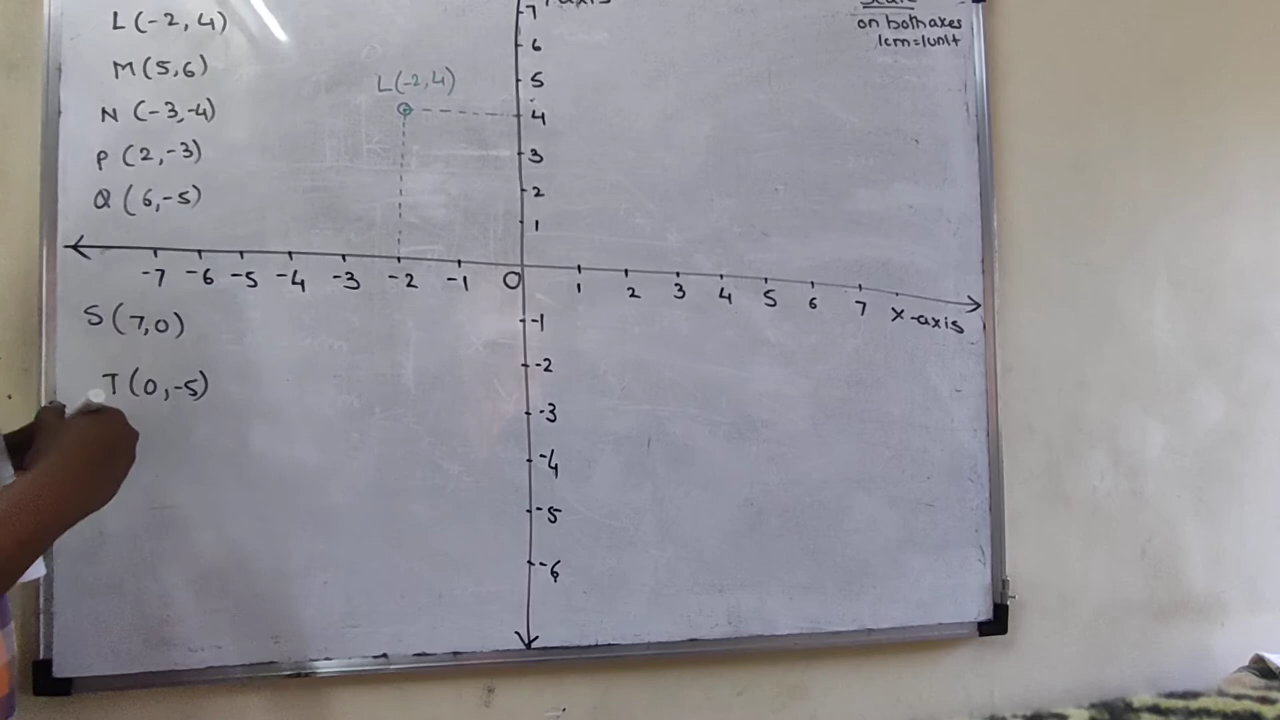 L(-2,4)
M(5,6)
N(-3,-4)
P(2,-3)
Q(6,-5)
S(7,0)
T(0,-5)
L(-2,4)
axis
7
6
5
4
3
2
1
-7 -6 -5 -4 -3 -2 -1 O 1 2 3 4 5 6 7 X-axis
-1
-2
-3
-4
-5
-6
Scale
on both axes
1cm=1unit